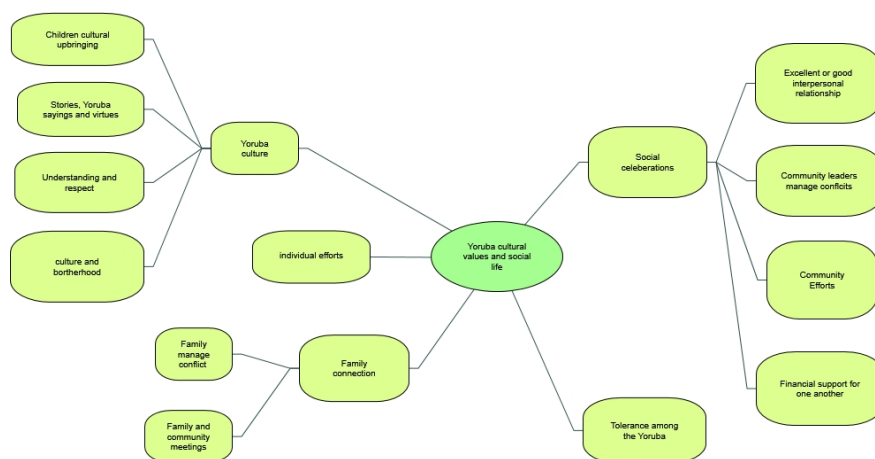 Children cultural
upbringing
Stories, Yoruba
sayings and virtues
Understanding and
respect
culture and
bortherhood
Yoruba
culture
individual efforts
Family
manage
conflict
Family and
community
meetings
Family
connection
Yoruba cultural
values and social
life
Social
celeberations
Tolerance among
the Yoruba
Excellent or good
interpersonal
relationship
Community leaders
manage conflcits
Community
Efforts
Financial support for
one another